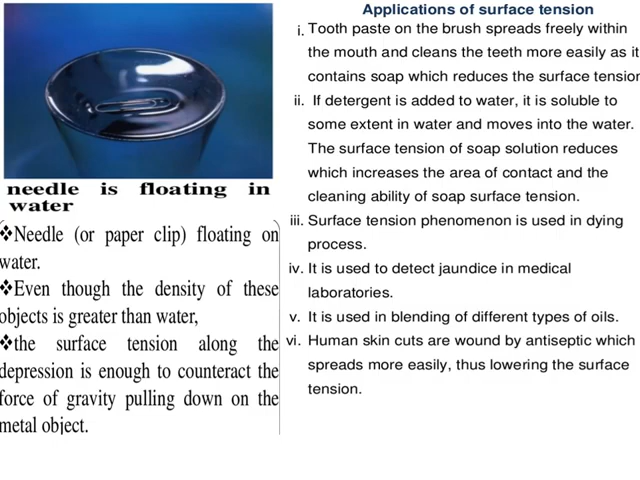 needle is floating in
water
❖Needle (or paper clip) floating on
water.
❖Even though the density of these
objects is greater than water,
❖the surface tension along the
depression is enough to counteract the
force of gravity pulling down on the
metal object.
Applications of surface tension
i. Tooth paste on the brush spreads freely within
the mouth and cleans the teeth more easily as it
contains soap which reduces the surface tension
ii. If detergent is added to water, it is soluble to
some extent in water and moves into the water.
The surface tension of soap solution reduces
which increases the area of contact and the
cleaning ability of soap surface tension.
iii. Surface tension phenomenon is used in dying
process.
iv. It is used to detect jaundice in medical
laboratories.
v. It is used in blending of different types of oils.
vi. Human skin cuts are wound by antiseptic which
spreads more easily, thus lowering the surface
tension.